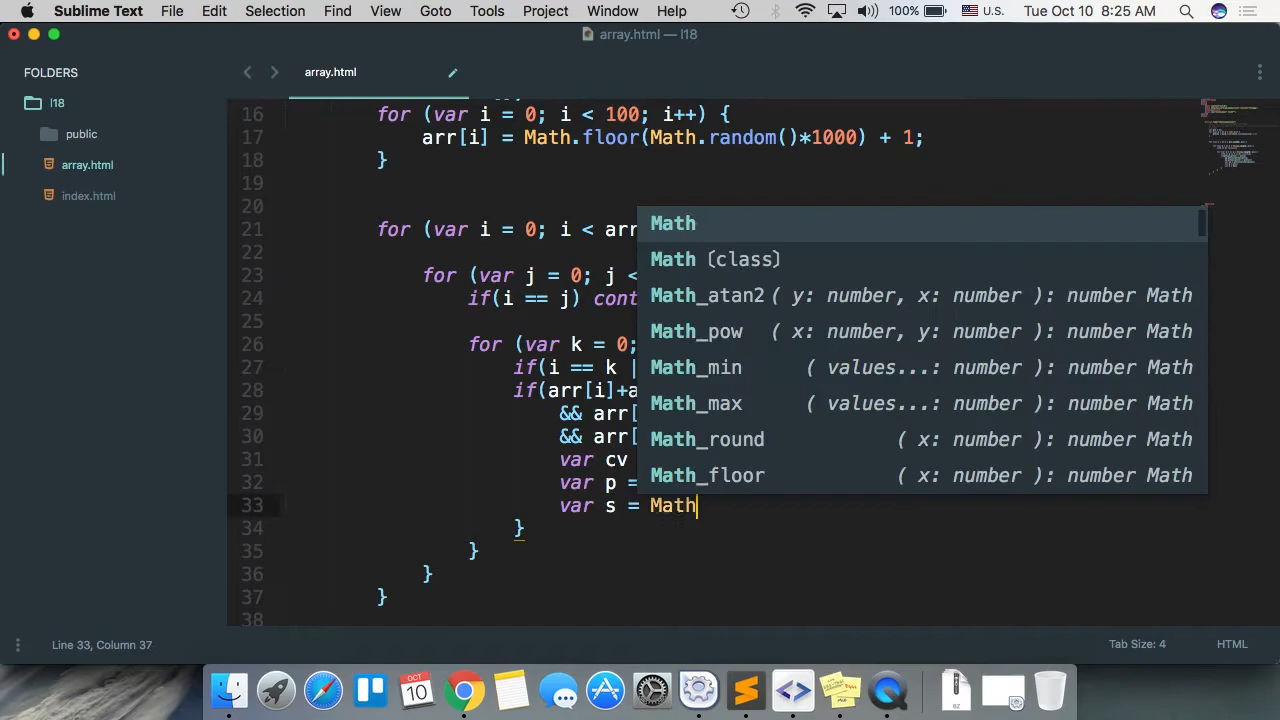 Sublime Text File Edit Selection Find View Goto Tools Project Window Help 100% U.S. Tue Oct 10 8:25 AM
array.html — l18
FOLDERS
array.html
l18
public
array.html
index.html
16 for (var i = 0; i < 100; i++) {
17 arr[i] = Math.floor(Math.random()*1000) + 1;
18 }
19
20
21 for (var i = 0; i < arr
22
23 for (var j = 0; j <
24 if(i == j) cont
25
26 for (var k = 0;
27 if(i == k |
28 if(arr[i]+a
29 && arr[
30 && arr[
31 var cv
32 var p =
33 var s = Math
34 }
35 }
36 }
37 }
38
Math
Math (class)
Math_atan2 ( y: number, x: number ): number Math
Math_pow ( x: number, y: number ): number Math
Math_min ( values...: number ): number Math
Math_max ( values...: number ): number Math
Math_round ( x: number ): number Math
Math_floor ( x: number ): number Math
Line 33, Column 37
Tab Size: 4
HTML
OCT
10